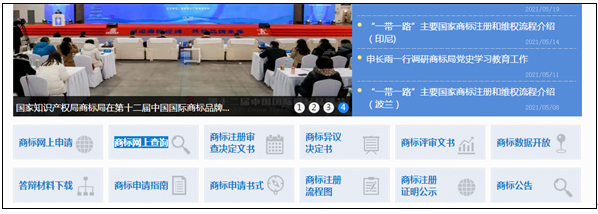 2021/05/19
“一带一路”主要国家商标注册和维权流程介绍
（印尼）
2021/05/14
申长雨一行调研商标局党史学习教育工作
2021/05/11
“一带一路”主要国家商标注册和维权流程介绍
（波兰）
2021/05/08
国家知识产权局商标局在第十二届中国国际商标品牌...
1 2 3 4
商标网上申请
商标网上查询
商标注册审
查决定文书
商标异议
决定书
商标评审文书
商标数据开放
答辩材料下载
商标申请指南
商标申请书式
商标注册
流程图
商标注册
证明公示
商标公告